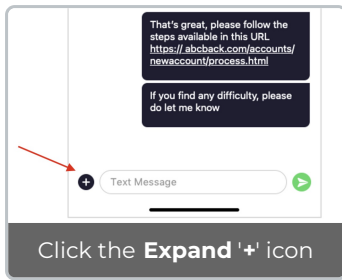 That's great, please follow the
steps available in this URL
https:// abcback.com/accounts/
newaccount/process.html
If you find any difficulty, please
do let me know
+
Text Message
Click the Expand '+' icon